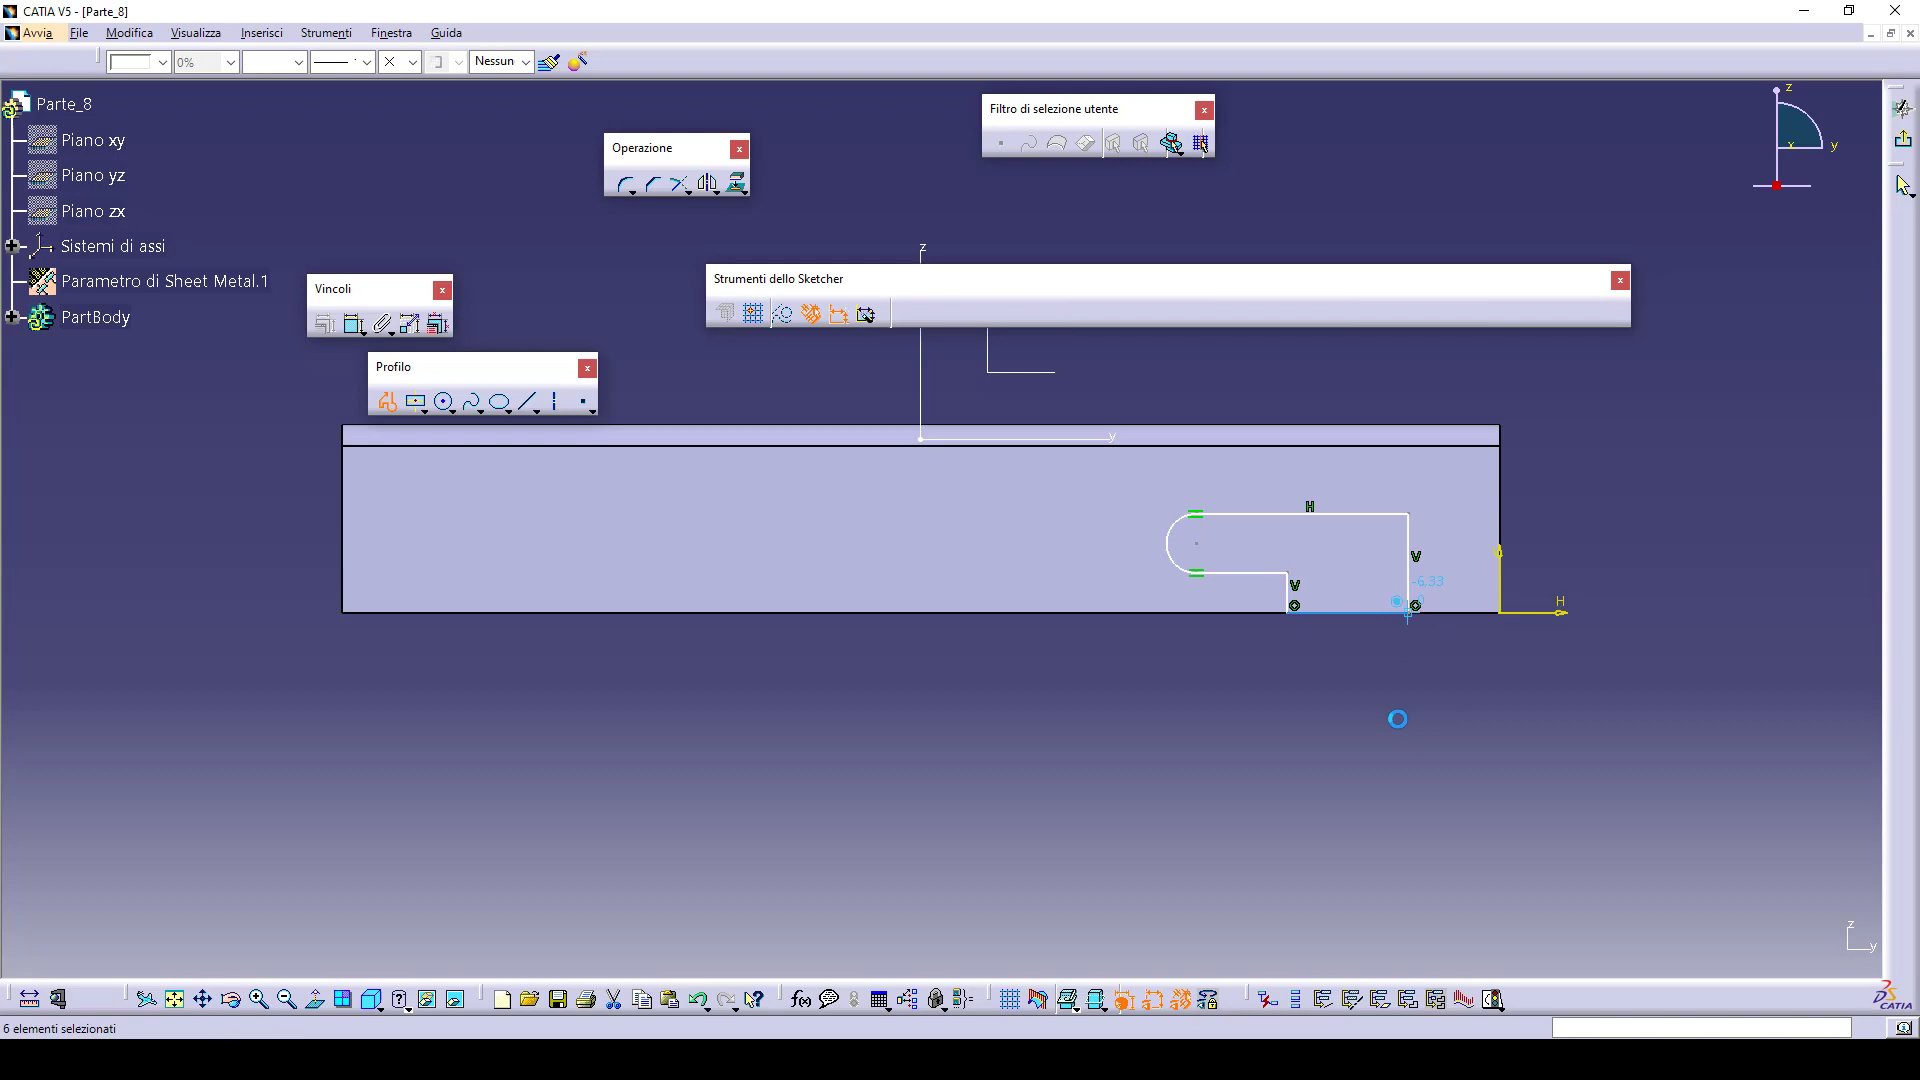 CATIA V5 - [Parte_8]
Avvia File Modifica Visualizza Inserisci Strumenti Finestra Guida
0% Nessun
Parte_8
Piano xy
Piano yz
Piano zx
Sistemi di assi
Parametro di Sheet Metal.1
PartBody
Operazione
Filtro di selezione utente
Vincoli
Strumenti dello Sketcher
Profilo
z
y
x
z
y
H
V
V
-6.33
V
H
z
y
CATIA
6 elementi selezionati